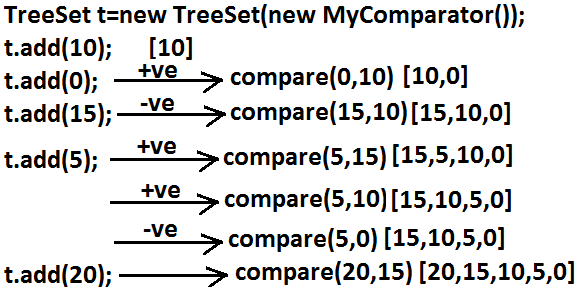 TreeSet t=new TreeSet(new MyComparator());
t.add(10); [10]
t.add(0); +ve compare(0,10) [10,0]
t.add(15); -ve compare(15,10) [15,10,0]
t.add(5); +ve compare(5,15) [15,5,10,0]
+ve compare(5,10) [15,10,5,0]
-ve compare(5,0) [15,10,5,0]
t.add(20); compare(20,15) [20,15,10,5,0]